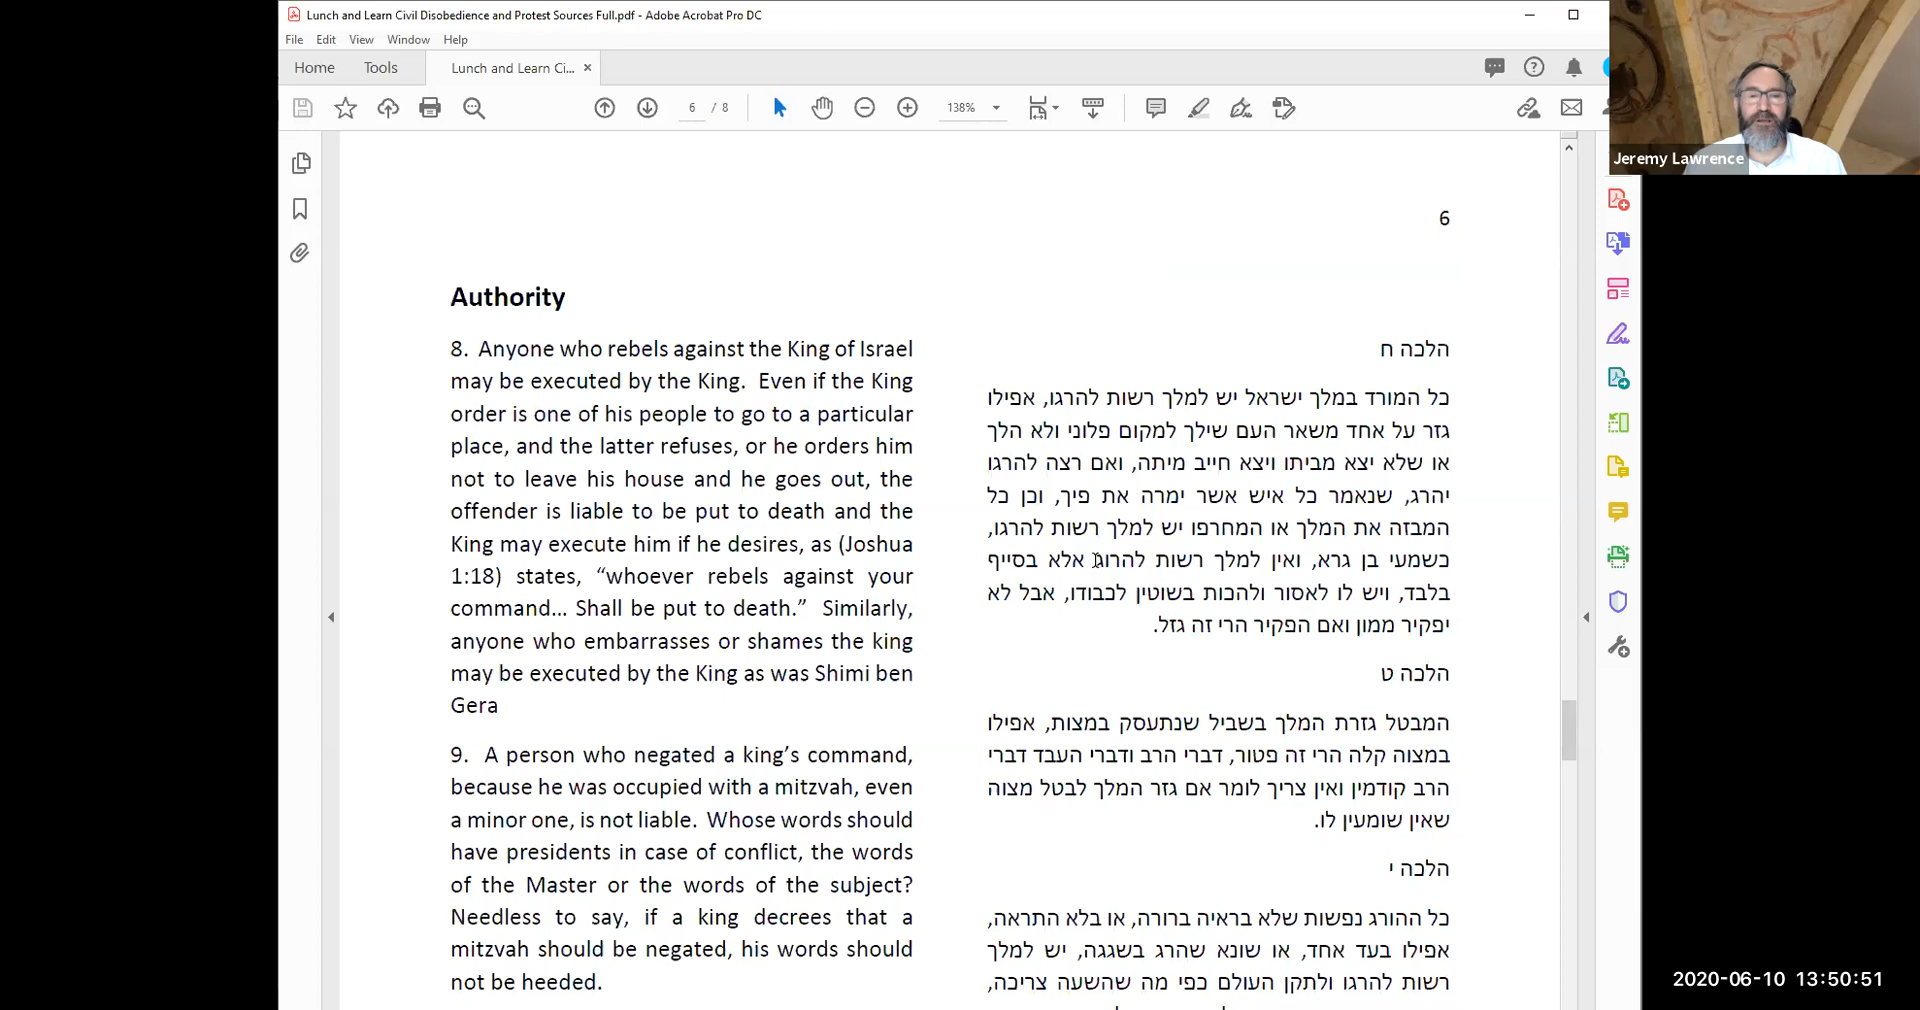 Lunch and Learn Civil Disobedience and Protest Sources Full.pdf - Adobe Acrobat Pro DC
File Edit View Window Help
Home Tools Lunch and Learn Ci... ×
6 / 8 138%
Jeremy Lawrence
6
Authority
8. Anyone who rebels against the King of Israel
may be executed by the King. Even if the King
order is one of his people to go to a particular
place, and the latter refuses, or he orders him
not to leave his house and he goes out, the
offender is liable to be put to death and the
King may execute him if he desires, as (Joshua
1:18) states, “whoever rebels against your
command... Shall be put to death.” Similarly,
anyone who embarrasses or shames the king
may be executed by the King as was Shimi ben
Gera
9. A person who negated a king’s command,
because he was occupied with a mitzvah, even
a minor one, is not liable. Whose words should
have presidents in case of conflict, the words
of the Master or the words of the subject?
Needless to say, if a king decrees that a
mitzvah should be negated, his words should
not be heeded.
הלכה ח
כל המורד במלך ישראל יש למלך רשות להרגו, אפילו
גזר על אחד משאר העם שילך למקום פלוני ולא הלך
או שלא יצא מביתו ויצא חייב מיתה, ואם רצה להרגו
יהרג, שנאמר כל איש אשר ימרה את פיך, וכן כל
המבזה את המלך או המחרפו יש למלך רשות להרגו,
כשמעי בן גרא, ואין למלך רשות להרוג אלא בסייף
בלבד, ויש לו לאסור ולהכות בשוטין לכבודו, אבל לא
יפקיר ממון ואם הפקיר הרי זה גזל.
הלכה ט
המבטל גזרת המלך בשביל שנתעסק במצות, אפילו
במצוה קלה הרי זה פטור, דברי הרב ודברי העבד דברי
הרב קודמין ואין צריך לומר אם גזר המלך לבטל מצוה
שאין שומעין לו.
הלכה י
כל ההורג נפשות שלא בראיה ברורה, או בלא התראה,
אפילו בעד אחד, או שונא שהרג בשגגה, יש למלך
רשות להרגו ולתקן העולם כפי מה שהשעה צריכה,
2020-06-10 13:50:51